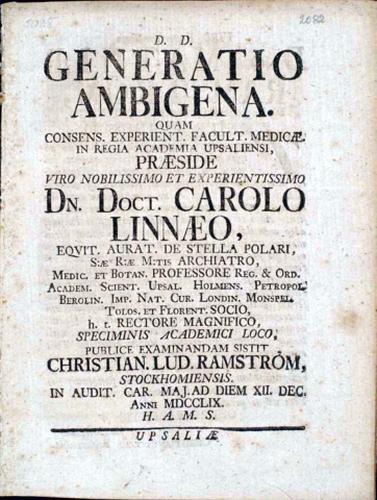 2082
D. D.
GENERATIO
AMBIGENA.
QUAM
CONSENS. EXPERIENT. FACULT. MEDICÆ.
IN REGIA ACADEMIA UPSALIENSI,
PRÆSIDE
VIRO NOBILISSIMO ET EXPERIENTISSIMO
DN. DOCT. CAROLO
LINNÆO,
EQVIT. AURAT. DE STELLA POLARI,
S:Æ R:Æ M:TIS ARCHIATRO,
MEDIC. ET BOTAN. PROFESSORE REG. & ORD.
ACADEM. SCIENT. UPSAL. HOLMENS. PETROPOL.
BEROLIN. IMP. NAT. CUR. LONDIN. MONSPEL.
TOLOS. ET FLORENT. SOCIO,
h. t. RECTORE MAGNIFICO,
SPECIMINIS ACADEMICI LOCO,
PUBLICE EXAMINANDAM SISTIT
CHRISTIAN. LUD. RAMSTRÖM,
STOCKHOMIENSIS.
IN AUDIT. CAR. MAJ. AD DIEM XII. DEC.
ANNI MDCCLIX.
H. A. M. S.
UPSALIÆ